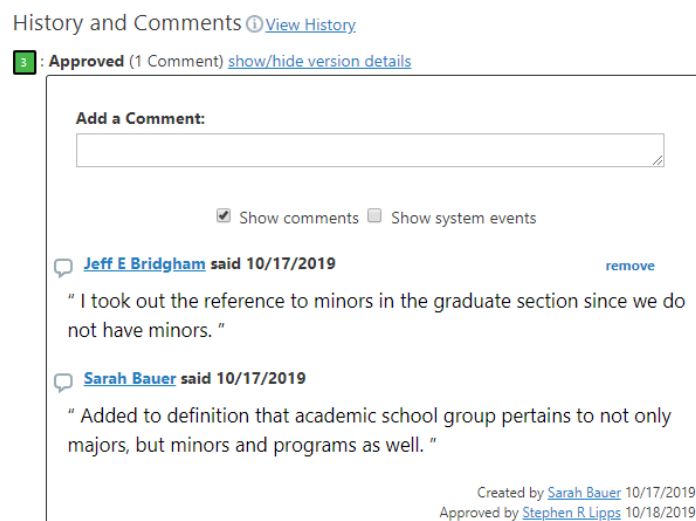 History and Comments View History
3 : Approved (1 Comment) show/hide version details
Add a Comment:
Show comments Show system events
Jeff E Bridgham said 10/17/2019 remove
“ I took out the reference to minors in the graduate section since we do
not have minors. ”
Sarah Bauer said 10/17/2019
“ Added to definition that academic school group pertains to not only
majors, but minors and programs as well. ”
Created by Sarah Bauer 10/17/2019
Approved by Stephen R Lipps 10/18/2019